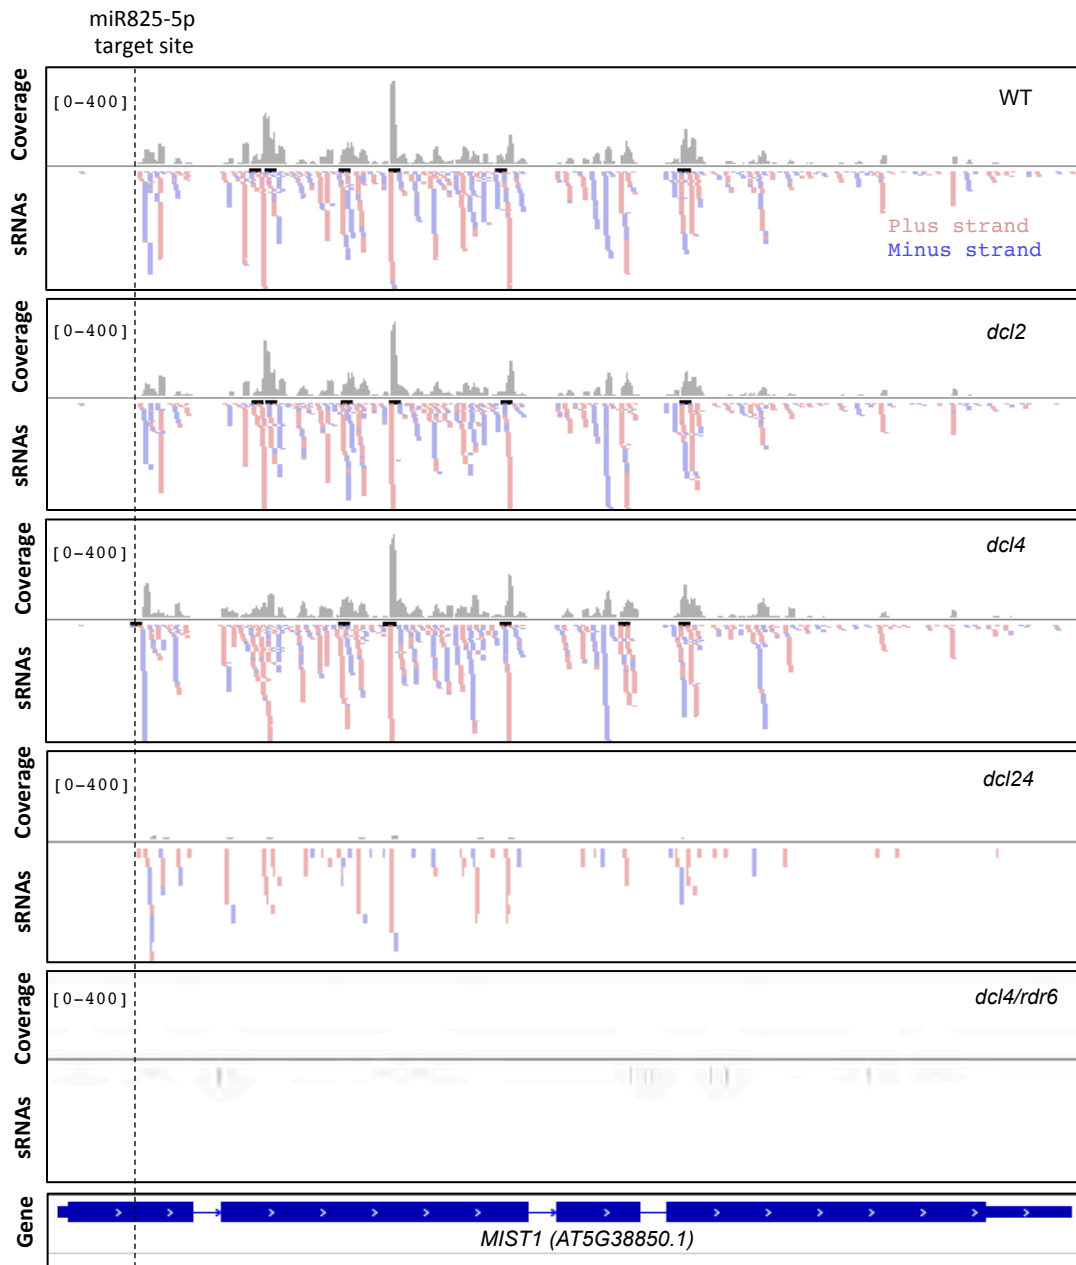 miR825-5p
target site
Coverage
[0-400]
WT
sRNAs
Plus strand
Minus strand
Coverage
[0-400]
dcl2
sRNAs
Coverage
[0-400]
dcl4
sRNAs
Coverage
[0-400]
dcl24
sRNAs
Coverage
[0-400]
dcl4/rdr6
sRNAs
Gene
MIST1 (AT5G38850.1)